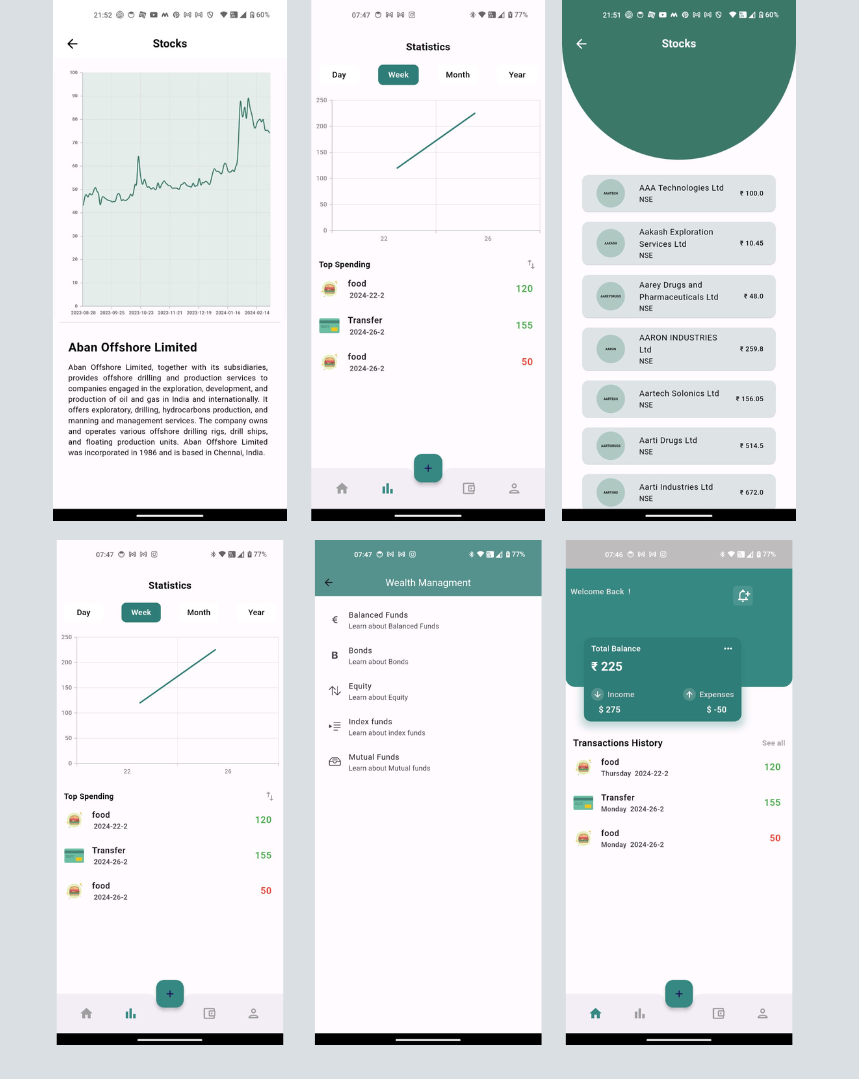 21:52
60%
Stocks
100
90
80
70
60
50
40
30
20
10
0
2023-08-28 2023-09-25 2023-10-23 2023-11-21 2023-12-19 2024-01-16 2024-02-14
Aban Offshore Limited
Aban Offshore Limited, together with its subsidiaries,
provides offshore drilling and production services to
companies engaged in the exploration, development, and
production of oil and gas in India and internationally. It
offers exploratory, drilling, hydrocarbons production, and
manning and management services. The company owns
and operates various offshore drilling rigs, drill ships,
and floating production units. Aban Offshore Limited
was incorporated in 1986 and is based in Chennai, India.
07:47
77%
Statistics
Day Week Month Year
250
200
150
100
50
0
22 26
Top Spending
food
2024-22-2
120
Transfer
2024-26-2
155
food
2024-26-2
50
+
21:51
60%
Stocks
AARTECH
AAA Technologies Ltd
NSE
₹ 100.0
AAKASH
Aakash Exploration
Services Ltd
NSE
₹ 10.45
AAREYDRUGS
Aarey Drugs and
Pharmaceuticals Ltd
NSE
₹ 48.0
AARON INDUSTRIES
Ltd
NSE
₹ 259.8
AARTECH
Aartech Solonics Ltd
NSE
₹ 156.05
AARTIDRUGS
Aarti Drugs Ltd
NSE
₹ 514.5
AARTIIND
Aarti Industries Ltd
NSE
₹ 672.0
07:47
77%
Statistics
Day Week Month Year
250
200
150
100
50
0
22 26
Top Spending
food
2024-22-2
120
Transfer
2024-26-2
155
food
2024-26-2
50
+
07:47
77%
Wealth Managment
€
Balanced Funds
Learn about Balanced Funds
B
Bonds
Learn about Bonds
Equity
Learn about Equity
Index funds
Learn about index funds
Mutual Funds
Learn about Mutual funds
07:46
77%
Welcome Back !
Total Balance
₹ 225
Income
Expenses
$ 275
$ -50
Transactions History
See all
food
Thursday 2024-22-2
120
Transfer
Monday 2024-26-2
155
food
Monday 2024-26-2
50
+